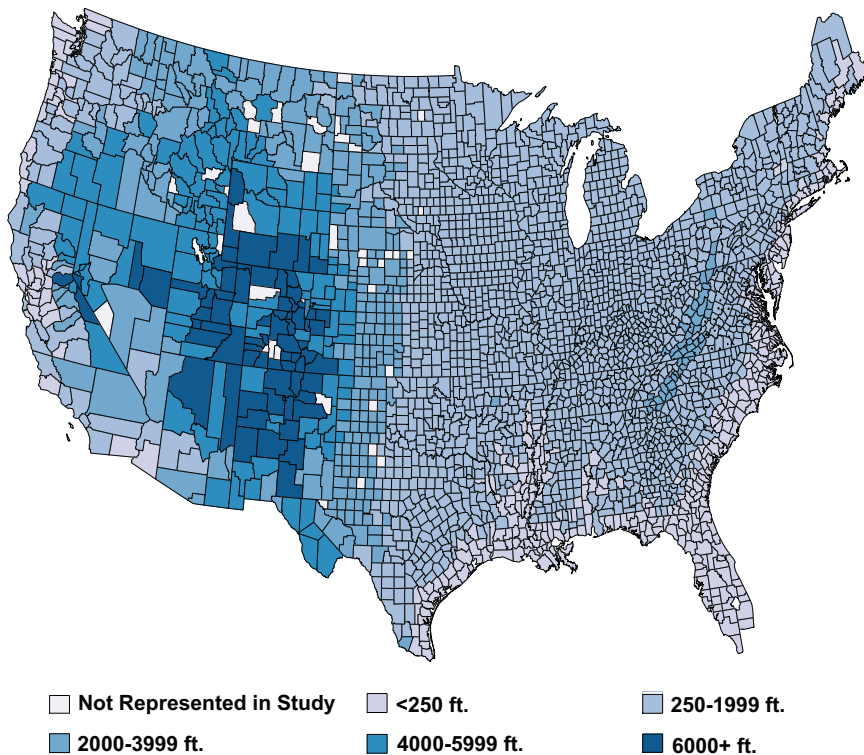 Not Represented in Study
<250 ft.
250-1999 ft.
2000-3999 ft.
4000-5999 ft.
6000+ ft.